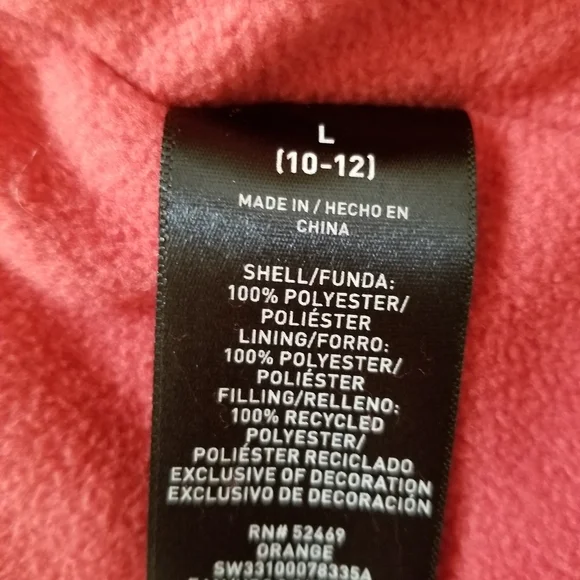 L
(10-12)
MADE IN / HECHO EN
CHINA
SHELL/FUNDA:
100% POLYESTER/
POLIÉSTER
LINING/FORRO:
100% POLYESTER/
POLIÉSTER
FILLING/RELLENO:
100% RECYCLED
POLYESTER/
POLIÉSTER RECICLADO
EXCLUSIVE OF DECORATION
EXCLUSIVO DE DECORACIÓN
RN# 52469
ORANGE
SW33100078335A